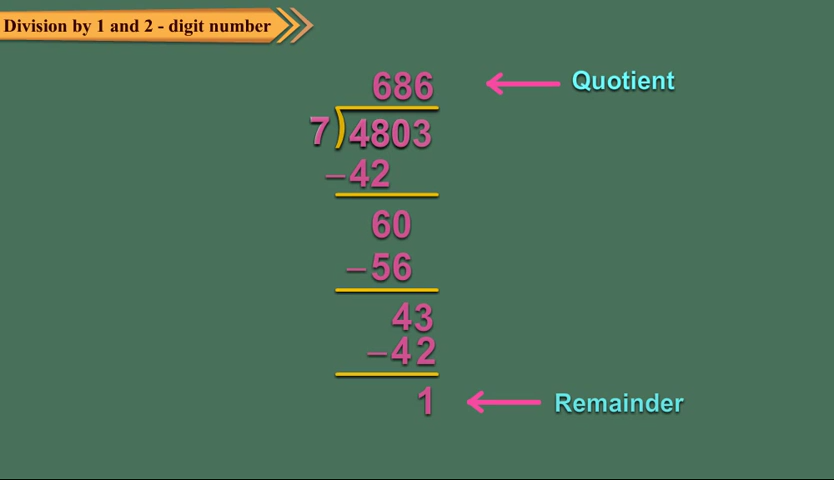 Division by 1 and 2 - digit number
686 Quotient
7)4803
–42
60
–56
43
–42
1 Remainder